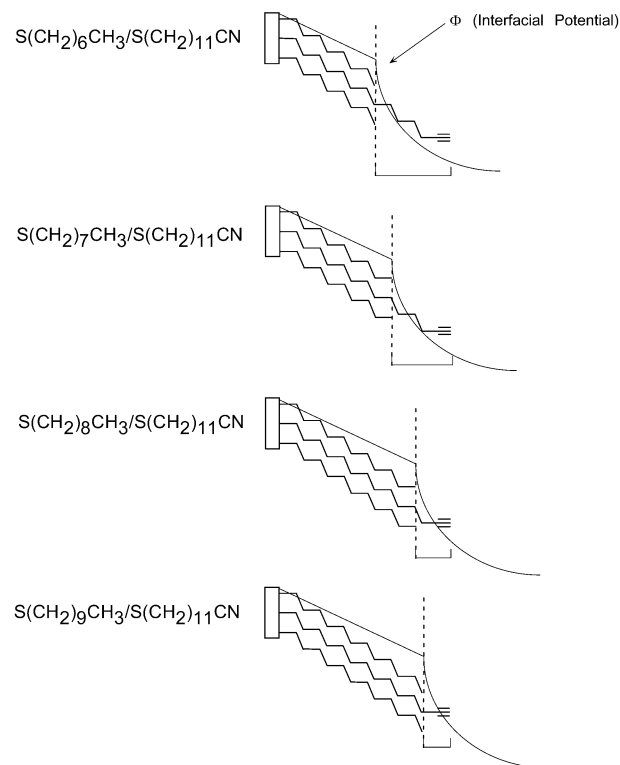 S(CH2)6CH3/S(CH2)11CN
Φ (Interfacial Potential)
S(CH2)7CH3/S(CH2)11CN
S(CH2)8CH3/S(CH2)11CN
S(CH2)9CH3/S(CH2)11CN